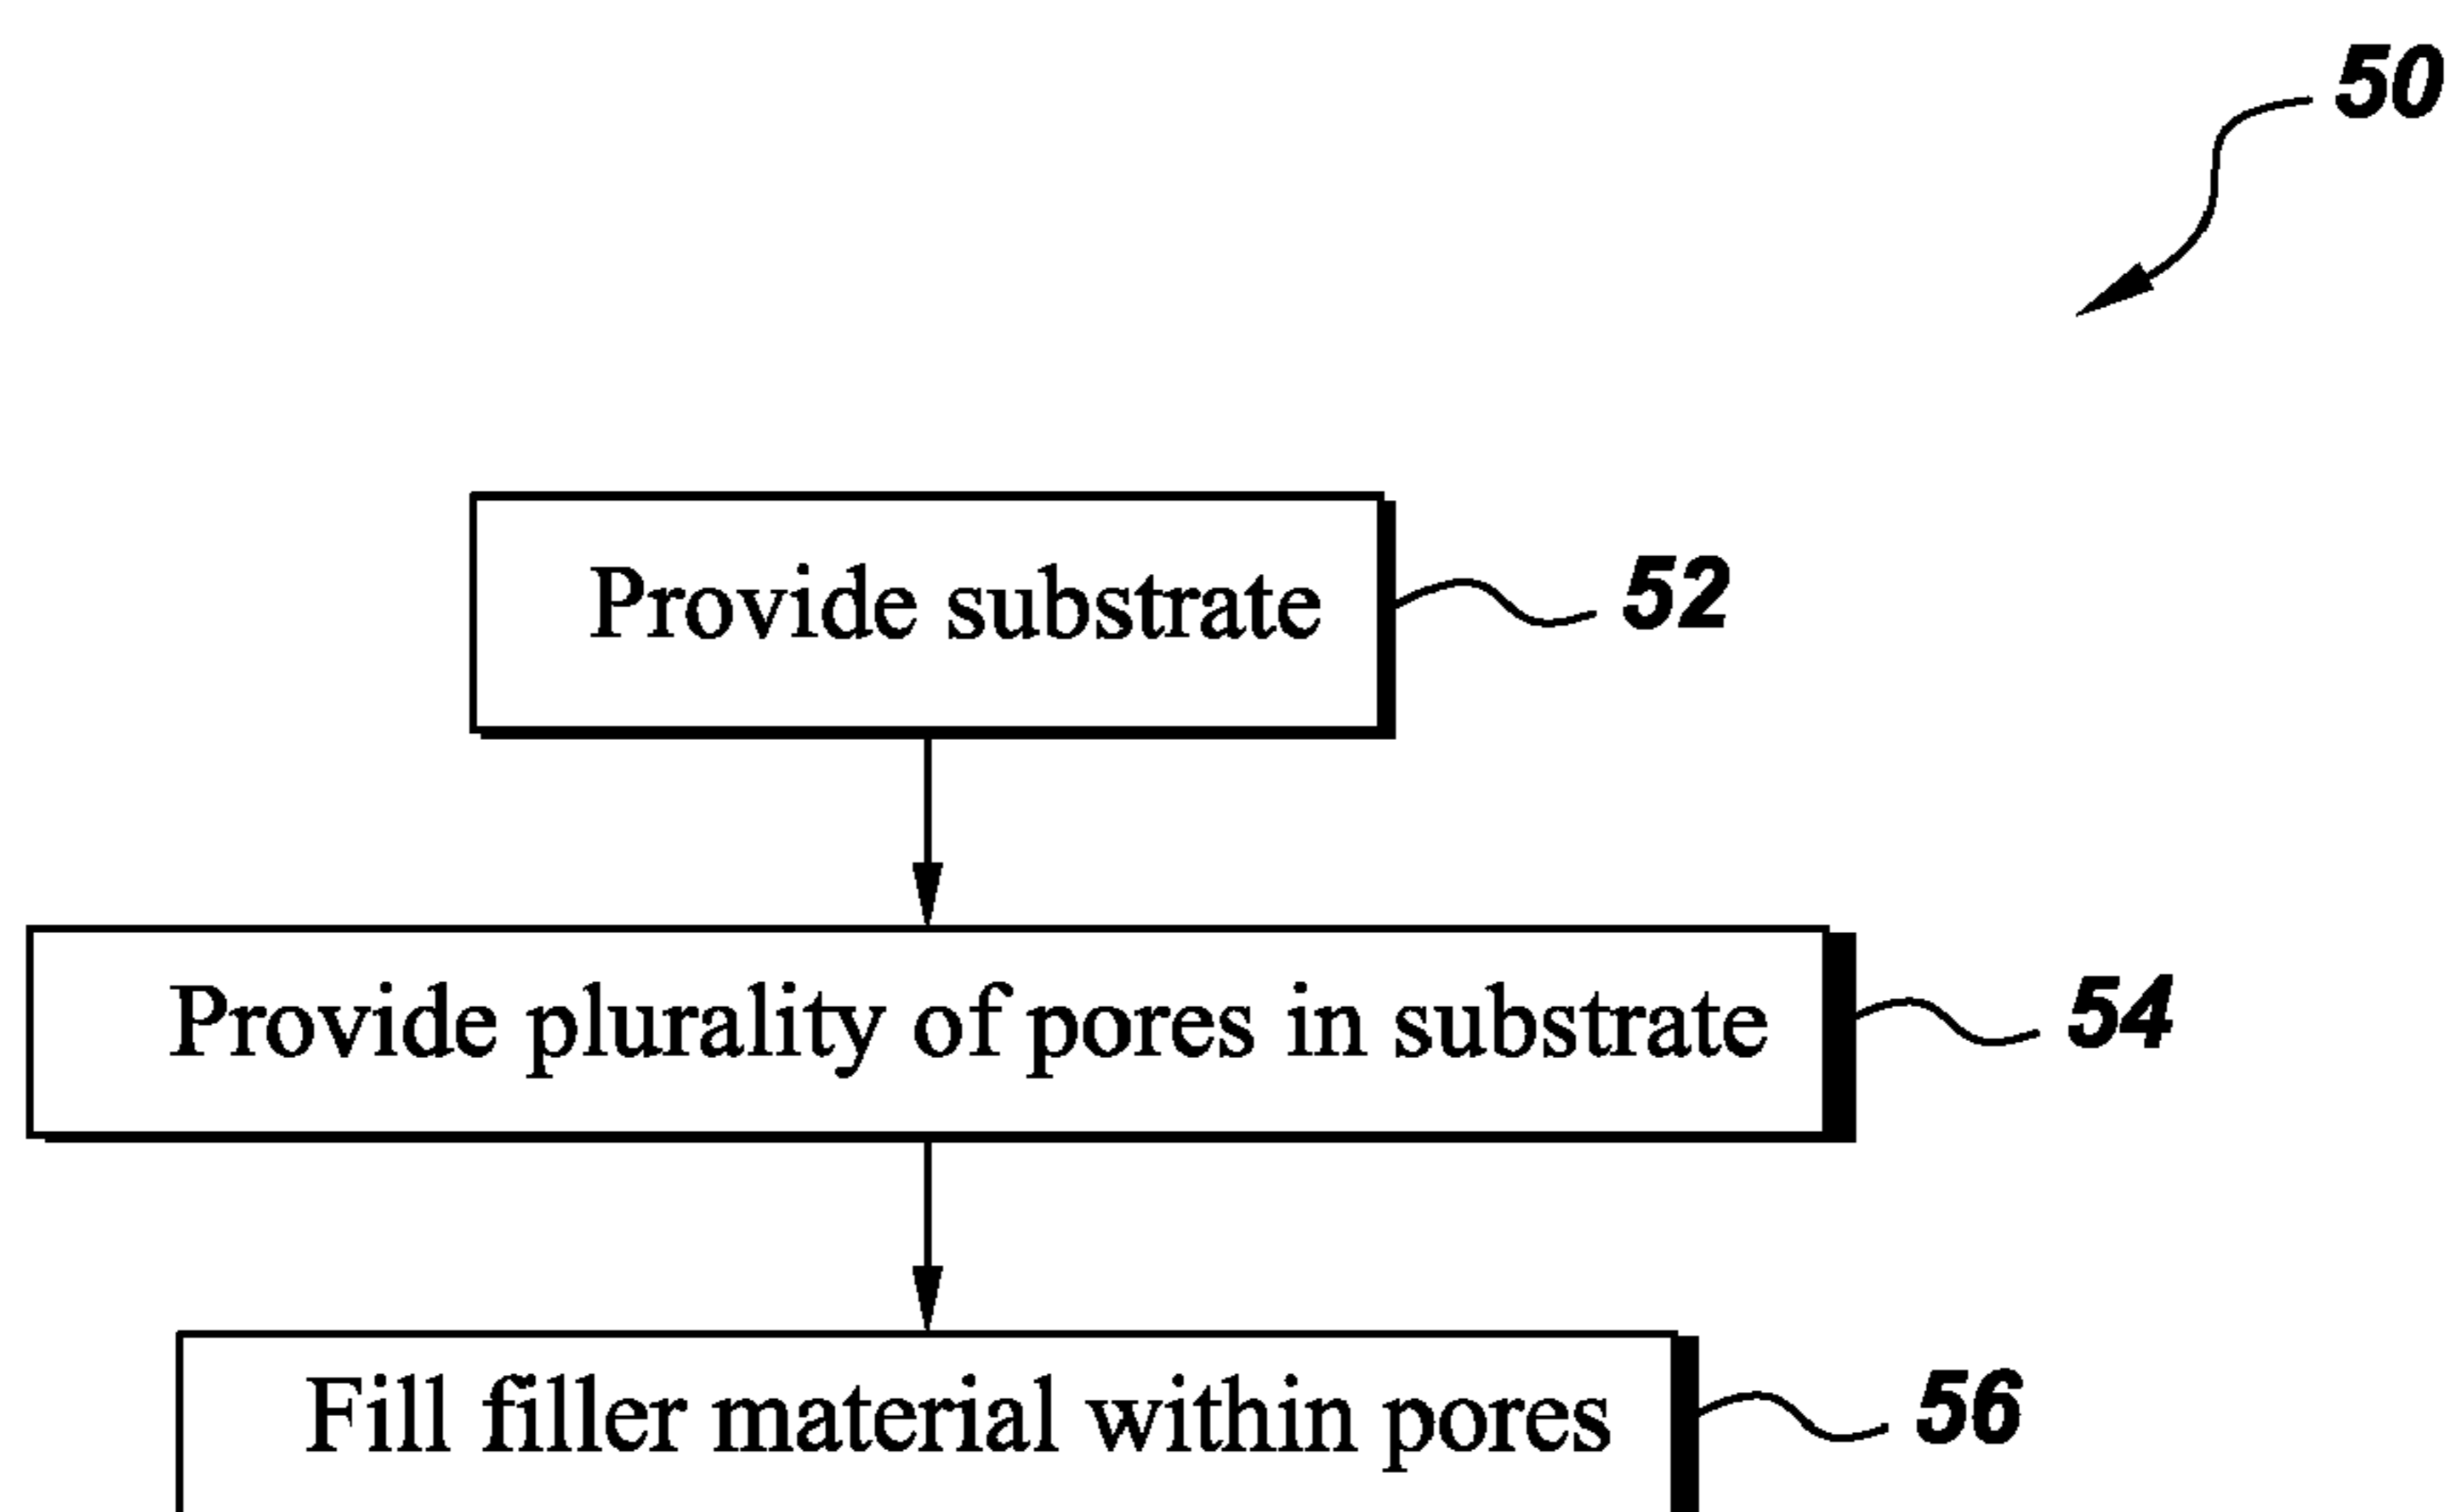 50
Provide substrate
52
Provide plurality of pores in substrate
54
Fill filler material within pores
56